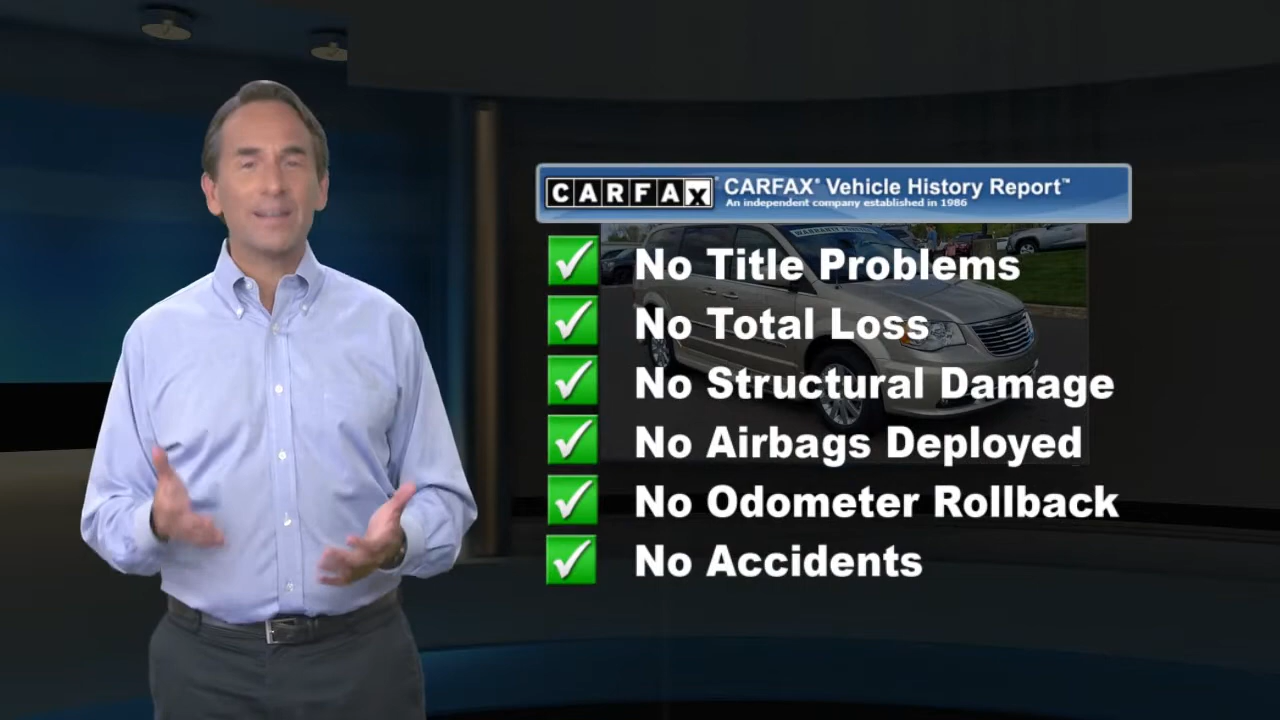 CARFAX® CARFAX® Vehicle History Report™
An independent company established in 1986
No Title Problems
No Total Loss
No Structural Damage
No Airbags Deployed
No Odometer Rollback
No Accidents